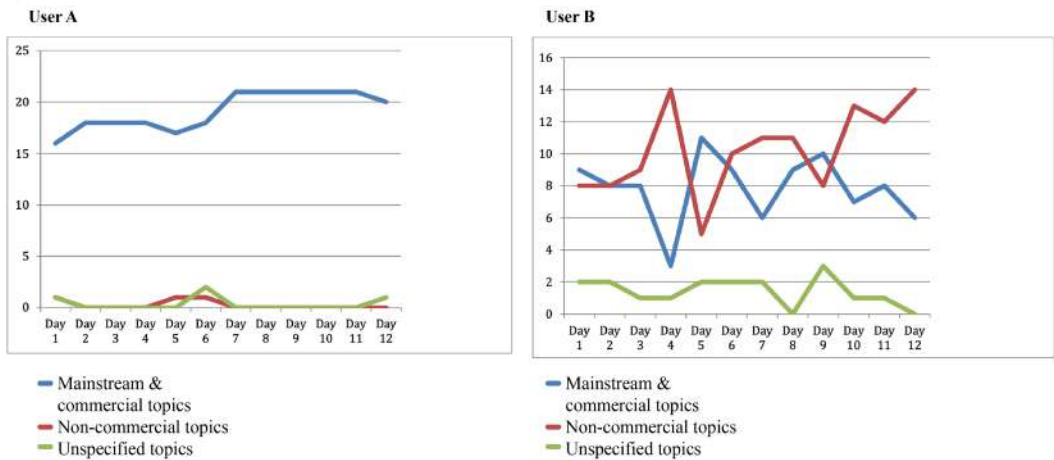 User A
25
20
15
10
5
0
Day 1
Day 2
Day 3
Day 4
Day 5
Day 6
Day 7
Day 8
Day 9
Day 10
Day 11
Day 12
Mainstream &
commercial topics
Non-commercial topics
Unspecified topics
User B
16
14
12
10
8
6
4
2
0
Day 1
Day 2
Day 3
Day 4
Day 5
Day 6
Day 7
Day 8
Day 9
Day 10
Day 11
Day 12
Mainstream &
commercial topics
Non-commercial topics
Unspecified topics